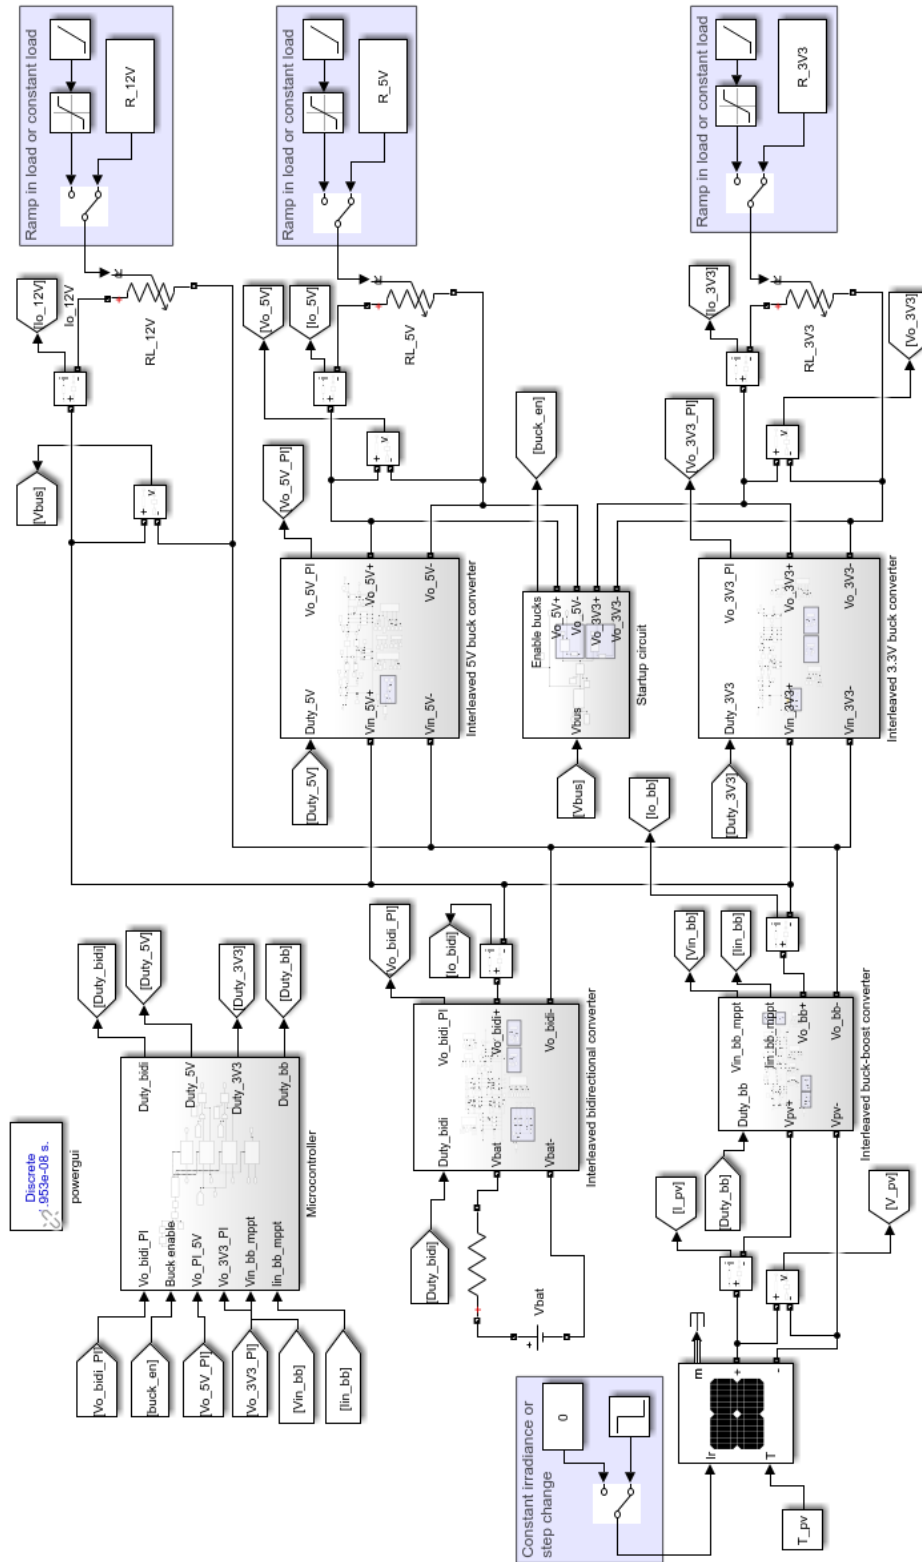 Discrete
powergui
[Vo_bidi_PI]
[buck_en]
[Vo_5V_PI]
[Vo_3V3_PI]
[Vin_bb]
[Iin_bb]
Vo_bidi_PI
Buck enable
Vo_PI_5V
Vo_3V3_PI
Vin_bb_mppt
Iin_bb_mppt
Duty_bidi
Duty_5V
Duty_3V3
Duty_bb
Microcontroller
[Duty_bidi]
[Duty_5V]
[Duty_3V3]
[Duty_bb]
[Vbus]
[Io_12V]
Io_12V
RL_12V
Ramp in load or constant load
R_12V
[Duty_5V]
Duty_5V
Vin_5V+
Vin_5V-
Vo_5V_PI
Vo_5V+
Vo_5V-
Interleaved 5V buck converter
[Vo_5V_PI]
[Vo_5V]
[Io_5V]
RL_5V
Ramp in load or constant load
R_5V
Vbat
[Duty_bidi]
Duty_bidi
Vbat
Vbat-
Vo_bidi_PI
Vo_bidi+
Vo_bidi-
Interleaved bidirectional converter
[Vo_bidi_PI]
[Io_bidi]
[Vbus]
Vbus
Enable bucks
Vo_5V+
Vo_5V-
Vo_3V3+
Vo_3V3-
Startup circuit
[buck_en]
Constant irradiance or
step change
0
T_pv
Ir
T
m
+
-
[I_pv]
[V_pv]
[Duty_bb]
Duty_bb
Vpv+
Vpv-
Vin_bb_mppt
Iin_bb_mppt
Vo_bb+
Vo_bb-
Interleaved buck-boost converter
[Vin_bb]
[Iin_bb]
[Io_bb]
[Duty_3V3]
Duty_3V3
Vin_3V3+
Vin_3V3-
Vo_3V3_PI
Vo_3V3+
Vo_3V3-
Interleaved 3.3V buck converter
[Vo_3V3_PI]
[Io_3V3]
[Vo_3V3]
RL_3V3
Ramp in load or constant load
R_3V3